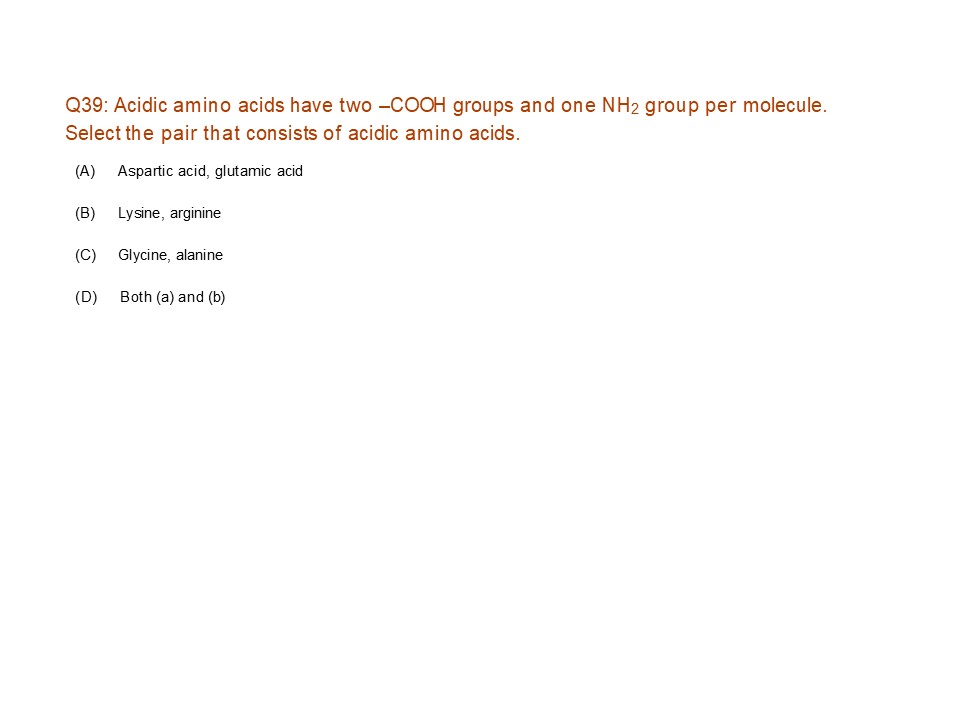 Q39: Acidic amino acids have two –COOH groups and one NH₂ group per molecule.
Select the pair that consists of acidic amino acids.
(A) Aspartic acid, glutamic acid
(B) Lysine, arginine
(C) Glycine, alanine
(D) Both (a) and (b)